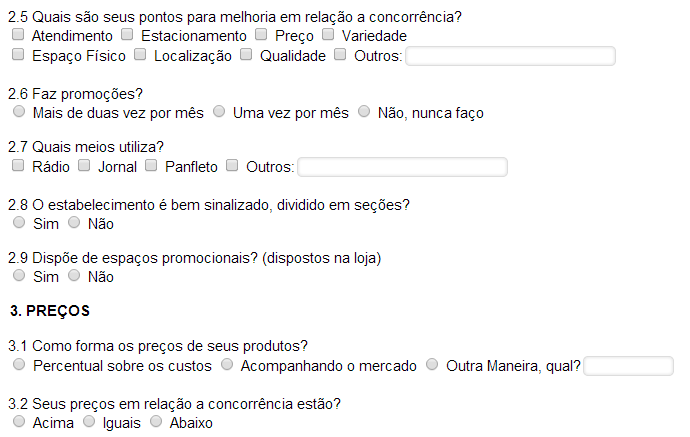 2.5 Quais são seus pontos para melhoria em relação a concorrência?
Atendimento Estacionamento Preço Variedade
Espaço Físico Localização Qualidade Outros:
2.6 Faz promoções?
Mais de duas vez por mês Uma vez por mês Não, nunca faço
2.7 Quais meios utiliza?
Rádio Jornal Panfleto Outros:
2.8 O estabelecimento é bem sinalizado, dividido em seções?
Sim Não
2.9 Dispõe de espaços promocionais? (dispostos na loja)
Sim Não
3. PREÇOS
3.1 Como forma os preços de seus produtos?
Percentual sobre os custos Acompanhando o mercado Outra Maneira, qual?
3.2 Seus preços em relação a concorrência estão?
Acima Iguais Abaixo